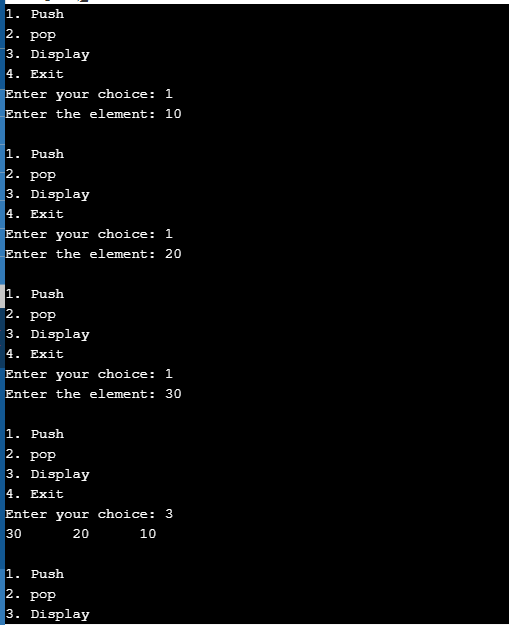 1. Push
2. pop
3. Display
4. Exit
Enter your choice: 1
Enter the element: 10
1. Push
2. pop
3. Display
4. Exit
Enter your choice: 1
Enter the element: 20
1. Push
2. pop
3. Display
4. Exit
Enter your choice: 1
Enter the element: 30
1. Push
2. pop
3. Display
4. Exit
Enter your choice: 3
30 20 10
1. Push
2. pop
3. Display